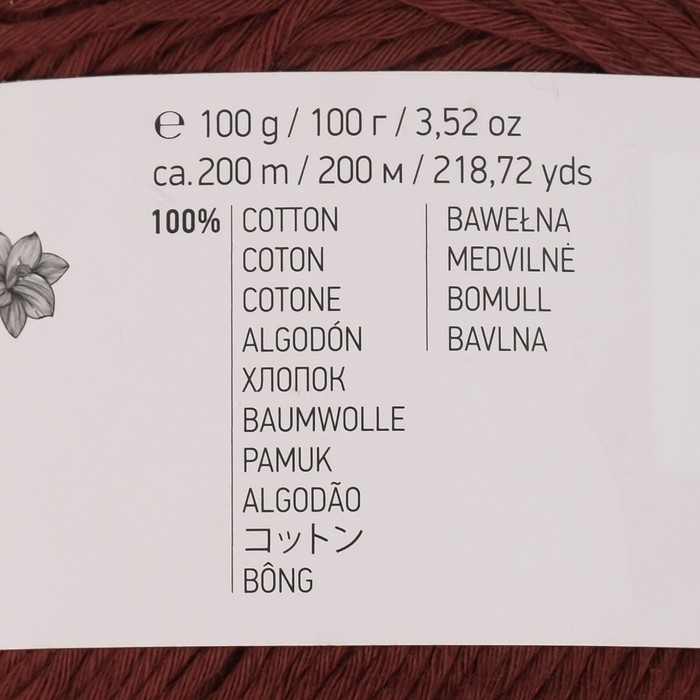 ℮ 100 g / 100 г / 3,52 oz
ca. 200 m / 200 м / 218,72 yds
100% COTTON
COTON
COTONE
ALGODÓN
ХЛОПОК
BAUMWOLLE
PAMUK
ALGODÃO
コットン
BÔNG
BAWEŁNA
MEDVILNĖ
BOMULL
BAVLNA